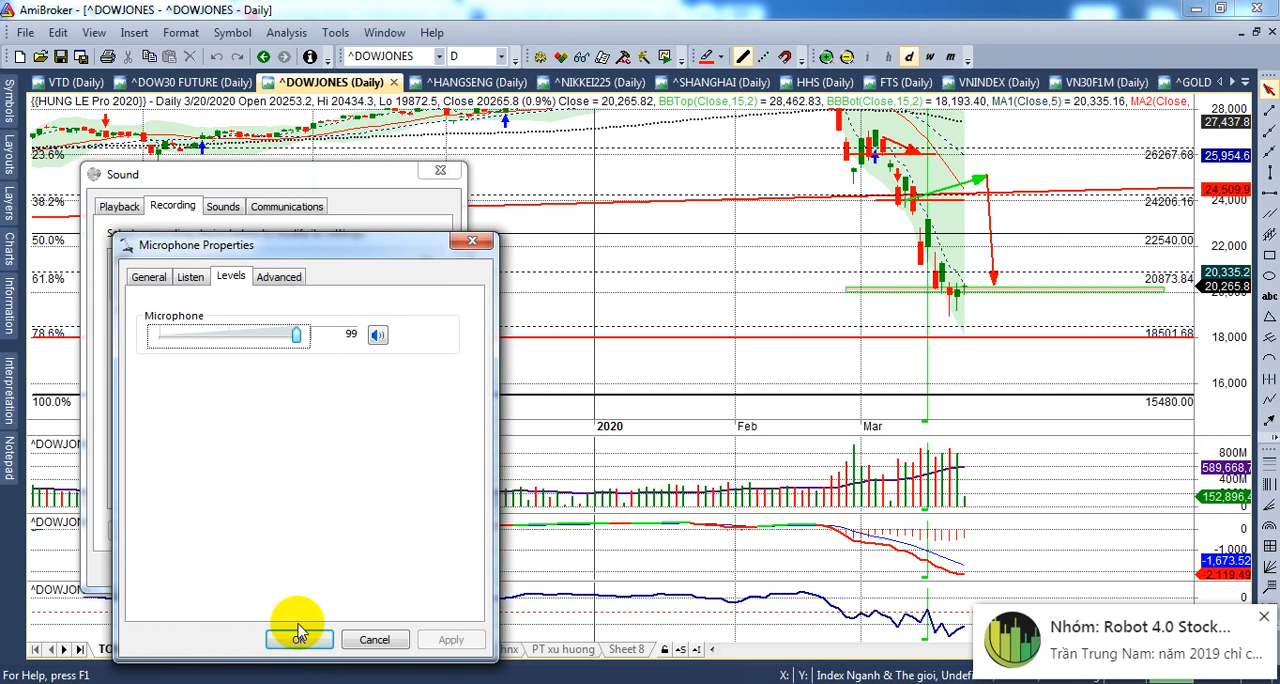 AmiBroker - [^DOWJONES - Daily]
File Edit View Insert Format Symbol Analysis Tools Window Help
^DOWJONES D i h i d w m
VTD (Daily) ^DOW30 FUTURE (Daily) ^DOWJONES (Daily) ^HANGSENG (Daily) ^NIKKEI225 (Daily) ^SHANGHAI (Daily) HHS (Daily) FTS (Daily) VNINDEX (Daily) VN30F1M (Daily) ^GOLD
{{HUNG LE Pro 2020}} - Daily 3/20/2020 Open 20253.2, Hi 20434.3, Lo 19872.5, Close 20265.8 (0.9%) Close = 20,265.82, BBTop(Close,15,2) = 28,462.83, BBBot(Close,15,2) = 18,193.40, MA1(Close,5) = 20,335.16, MA2(Close,
28,000
27,437.8
23.6%
26267.68
25,954.6
38.2%
24,509.9
24206.16
24,000
50.0%
22540.00
22,000
61.8%
20873.84
20,335.2
20,265.8
78.6%
18501.68
18,000
16,000
100.0%
15480.00
2020 Feb Mar
Symbols
Layouts
Layers
Charts
Information
Interpretation
Notepad
abc
Sound
Playback Recording Sounds Communications
Microphone Properties
General Listen Levels Advanced
Microphone
99
OK Cancel Apply
^DOWJONE
800M
589,668,7
400M
152,896,4
^DOWJONE
0
-1,000
-1,673.52
-2,119.49
^DOWJONE
0
PT xu huong Sheet 8
Nhóm: Robot 4.0 Stock...
Trần Trung Nam: năm 2019 chỉ c...
For Help, press F1
X: Y: Index Nganh & The gioi, Undef